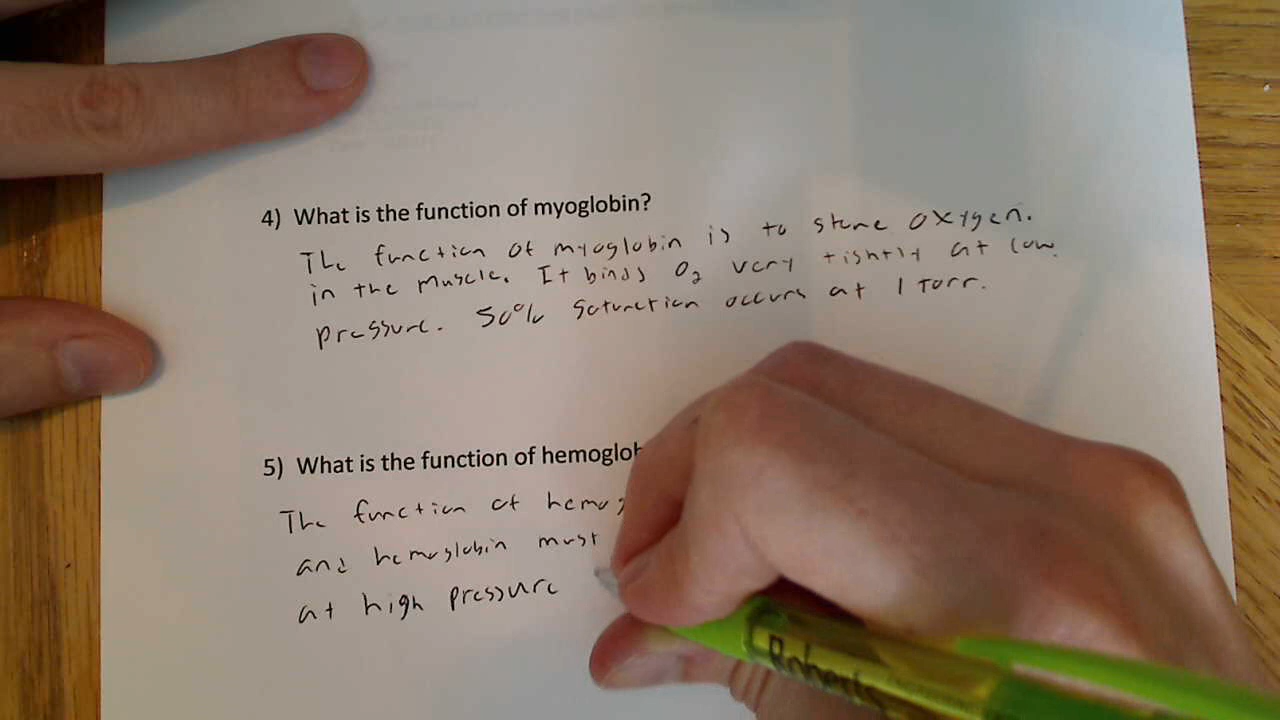 4) What is the function of myoglobin?
The function of myoglobin is to store oxygen.
in the muscle. It binds O₂ very tightly at low
pressure. 50% saturation occurs at 1 Torr.
5) What is the function of hemoglob
The function of hemog
and hemoglobin must
at high pressure
Roberts